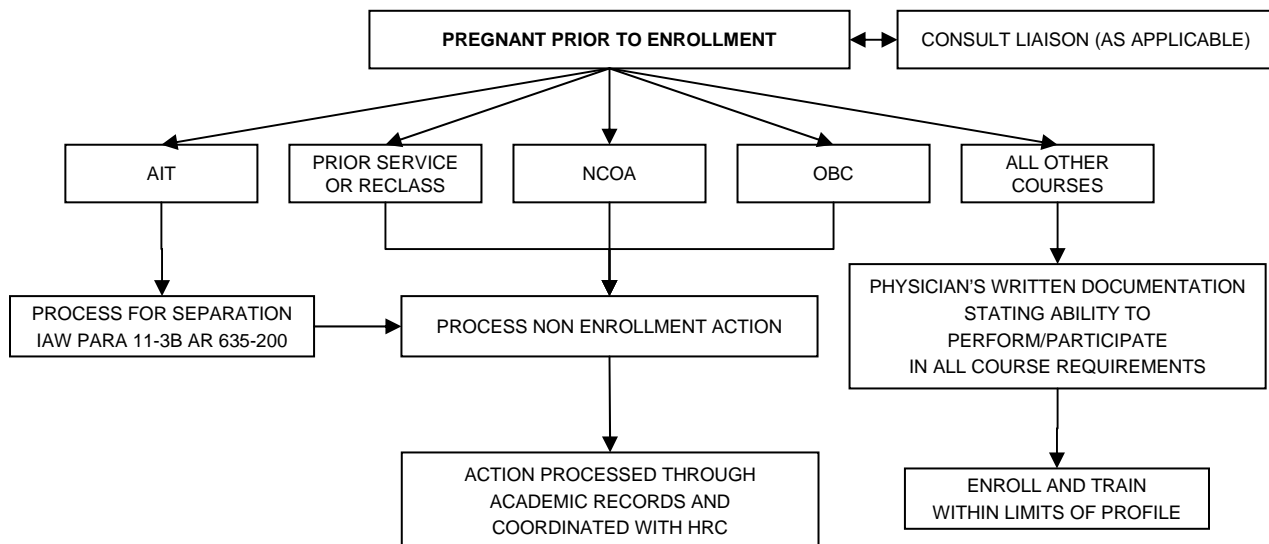 PREGNANT PRIOR TO ENROLLMENT
CONSULT LIAISON (AS APPLICABLE)
AIT
PRIOR SERVICE
OR RECLASS
NCOA
OBC
ALL OTHER
COURSES
PROCESS FOR SEPARATION
IAW PARA 11-3B AR 635-200
PROCESS NON ENROLLMENT ACTION
PHYSICIAN’S WRITTEN DOCUMENTATION
STATING ABILITY TO
PERFORM/PARTICIPATE
IN ALL COURSE REQUIREMENTS
ACTION PROCESSED THROUGH
ACADEMIC RECORDS AND
COORDINATED WITH HRC
ENROLL AND TRAIN
WITHIN LIMITS OF PROFILE